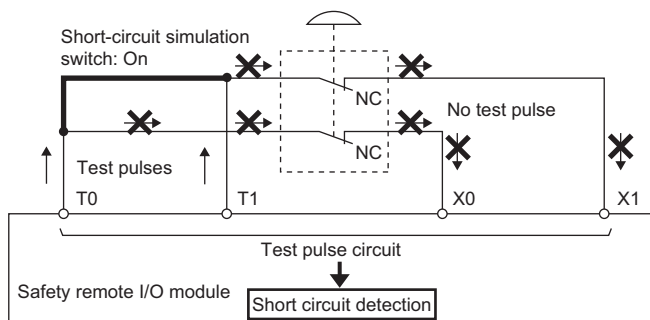 Short-circuit simulation
switch: On
NC
No test pulse
NC
Test pulses
T0
T1
X0
X1
Test pulse circuit
Safety remote I/O module
Short circuit detection